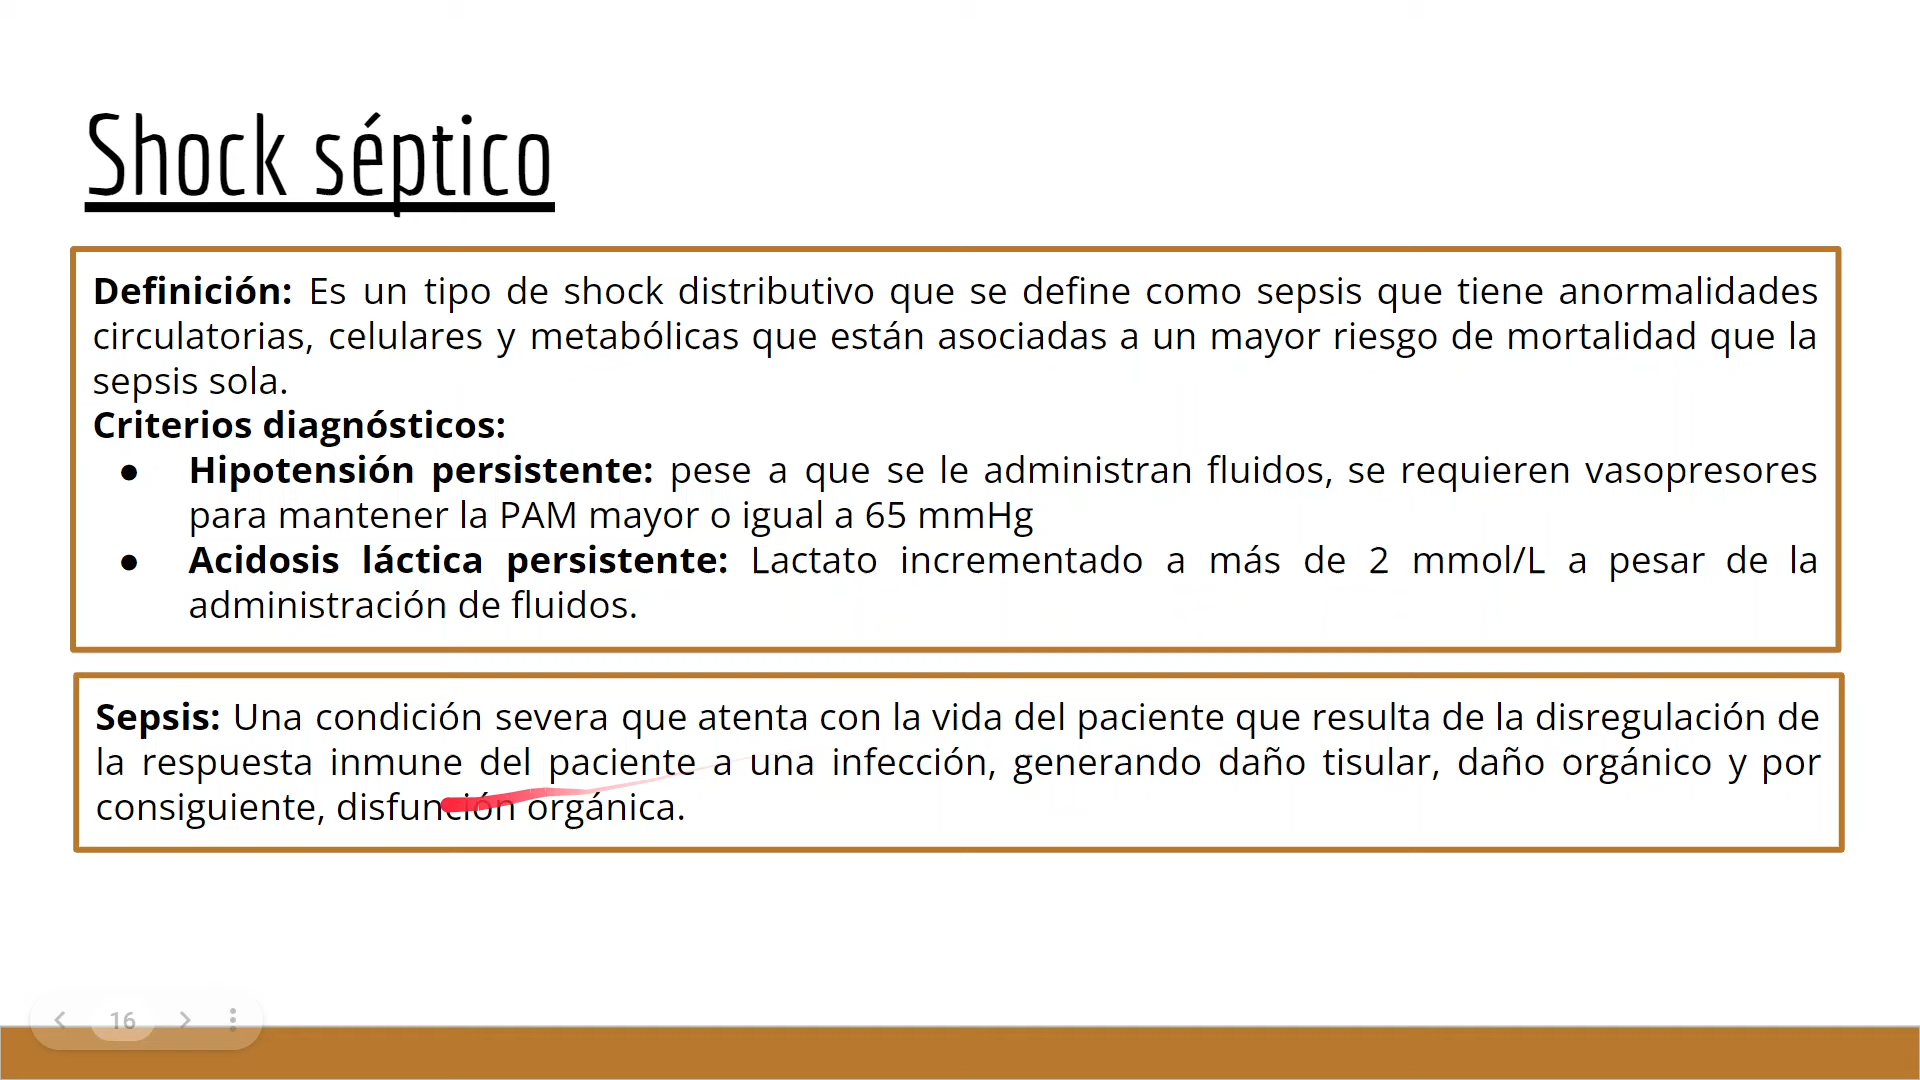 Shock séptico
Definición: Es un tipo de shock distributivo que se define como sepsis que tiene anormalidades
circulatorias, celulares y metabólicas que están asociadas a un mayor riesgo de mortalidad que la
sepsis sola.
Criterios diagnósticos:
● Hipotensión persistente: pese a que se le administran fluidos, se requieren vasopresores
para mantener la PAM mayor o igual a 65 mmHg
● Acidosis láctica persistente: Lactato incrementado a más de 2 mmol/L a pesar de la
administración de fluidos.
Sepsis: Una condición severa que atenta con la vida del paciente que resulta de la disregulación de
la respuesta inmune del paciente a una infección, generando daño tisular, daño orgánico y por
consiguiente, disfunción orgánica.
16